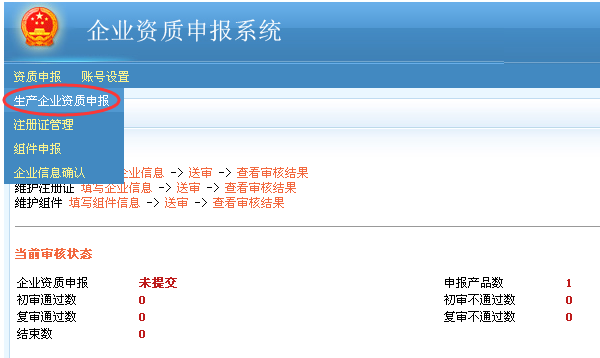 企业资质申报系统
资质申报 账号设置
生产企业资质申报
注册证管理
组件申报
企业信息确认
企业信息 -> 送审 -> 查看审核结果
维护注册证 填写企业信息 -> 送审 -> 查看审核结果
维护组件 填写组件信息 -> 送审 -> 查看审核结果
当前审核状态
企业资质申报 未提交 申报产品数 1
初审通过数 0 初审不通过数 0
复审通过数 0 复审不通过数 0
结束数 0